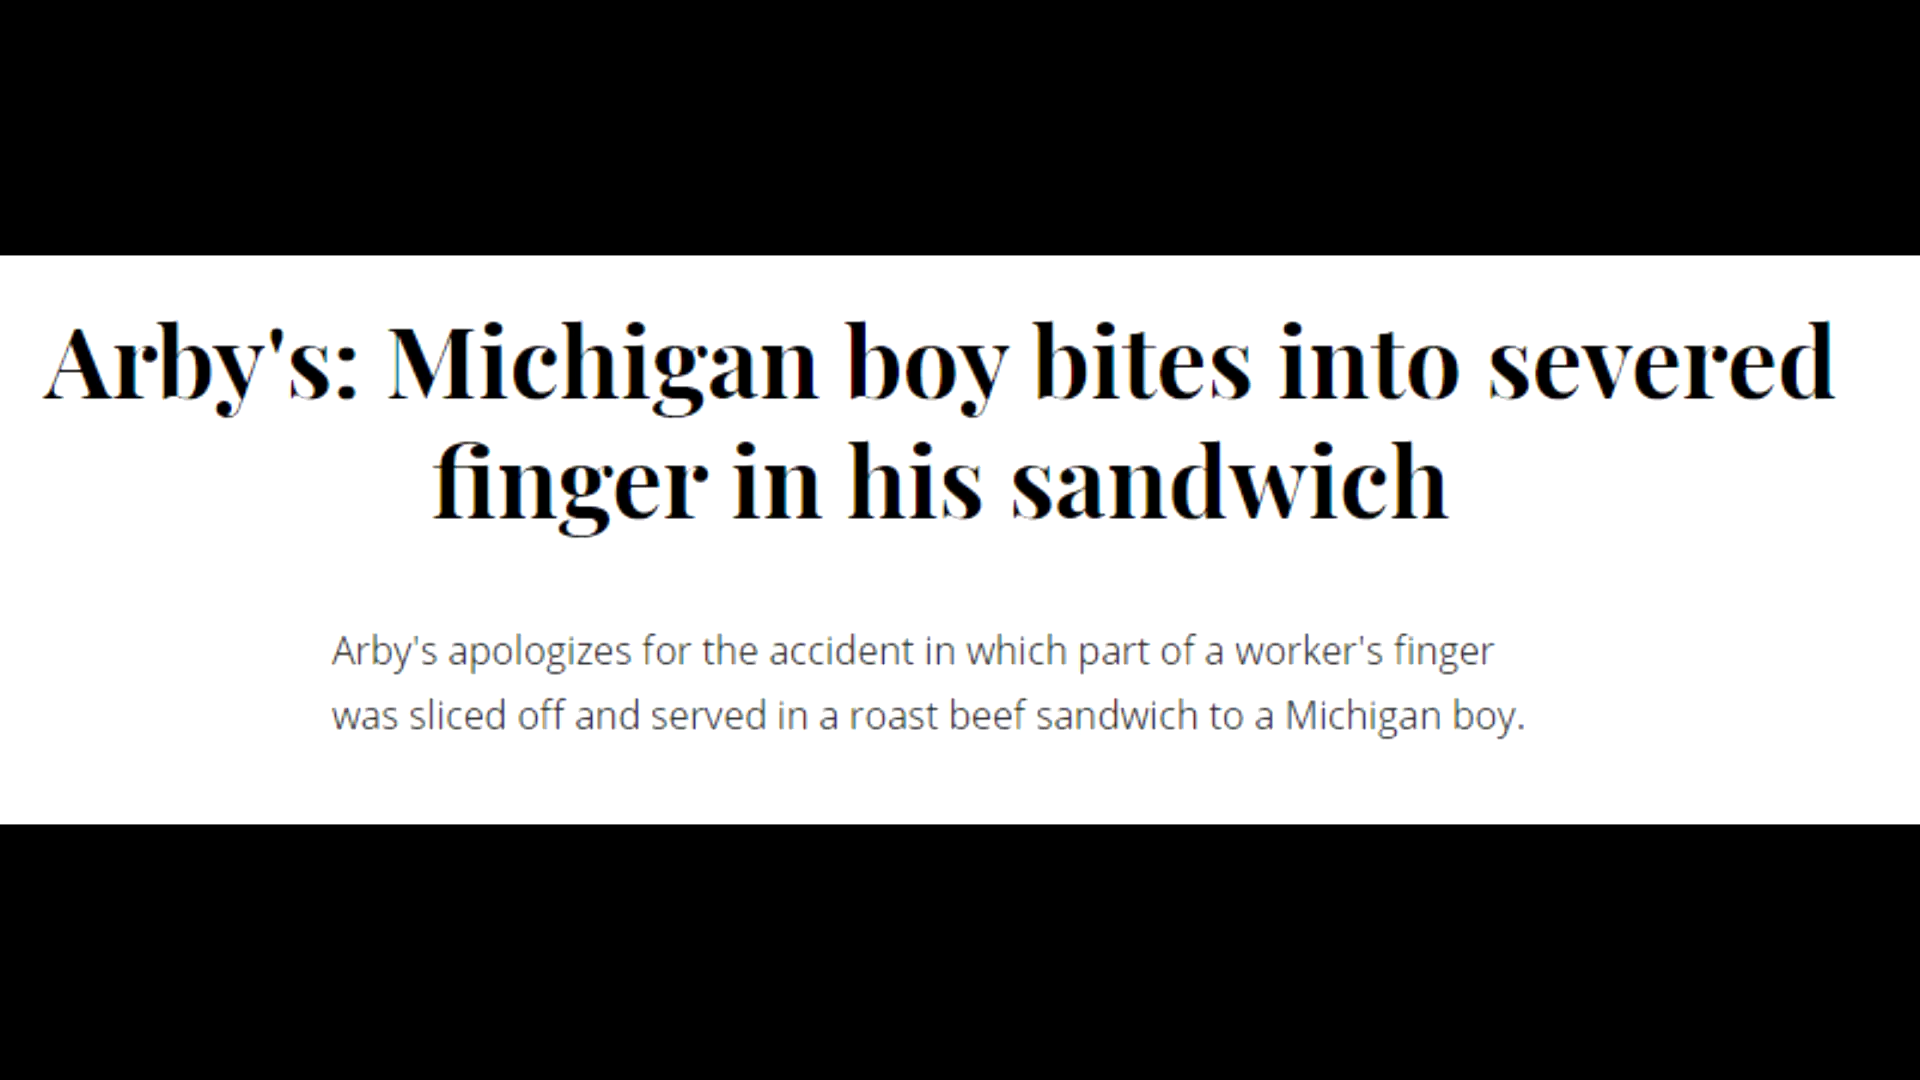 Arby's: Michigan boy bites into severed
finger in his sandwich
Arby's apologizes for the accident in which part of a worker's finger
was sliced off and served in a roast beef sandwich to a Michigan boy.